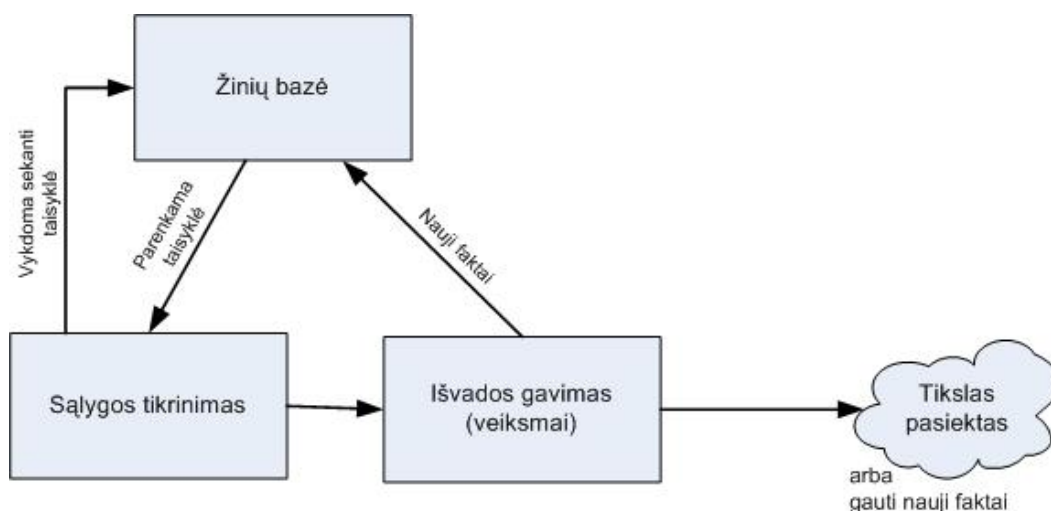 Žinių bazė
Vykdoma sekanti
taisyklė
Parenkama
taisyklė
Nauji faktai
Sąlygos tikrinimas
Išvados gavimas
(veiksmai)
Tikslas
pasiektas
arba
gauti nauji faktai